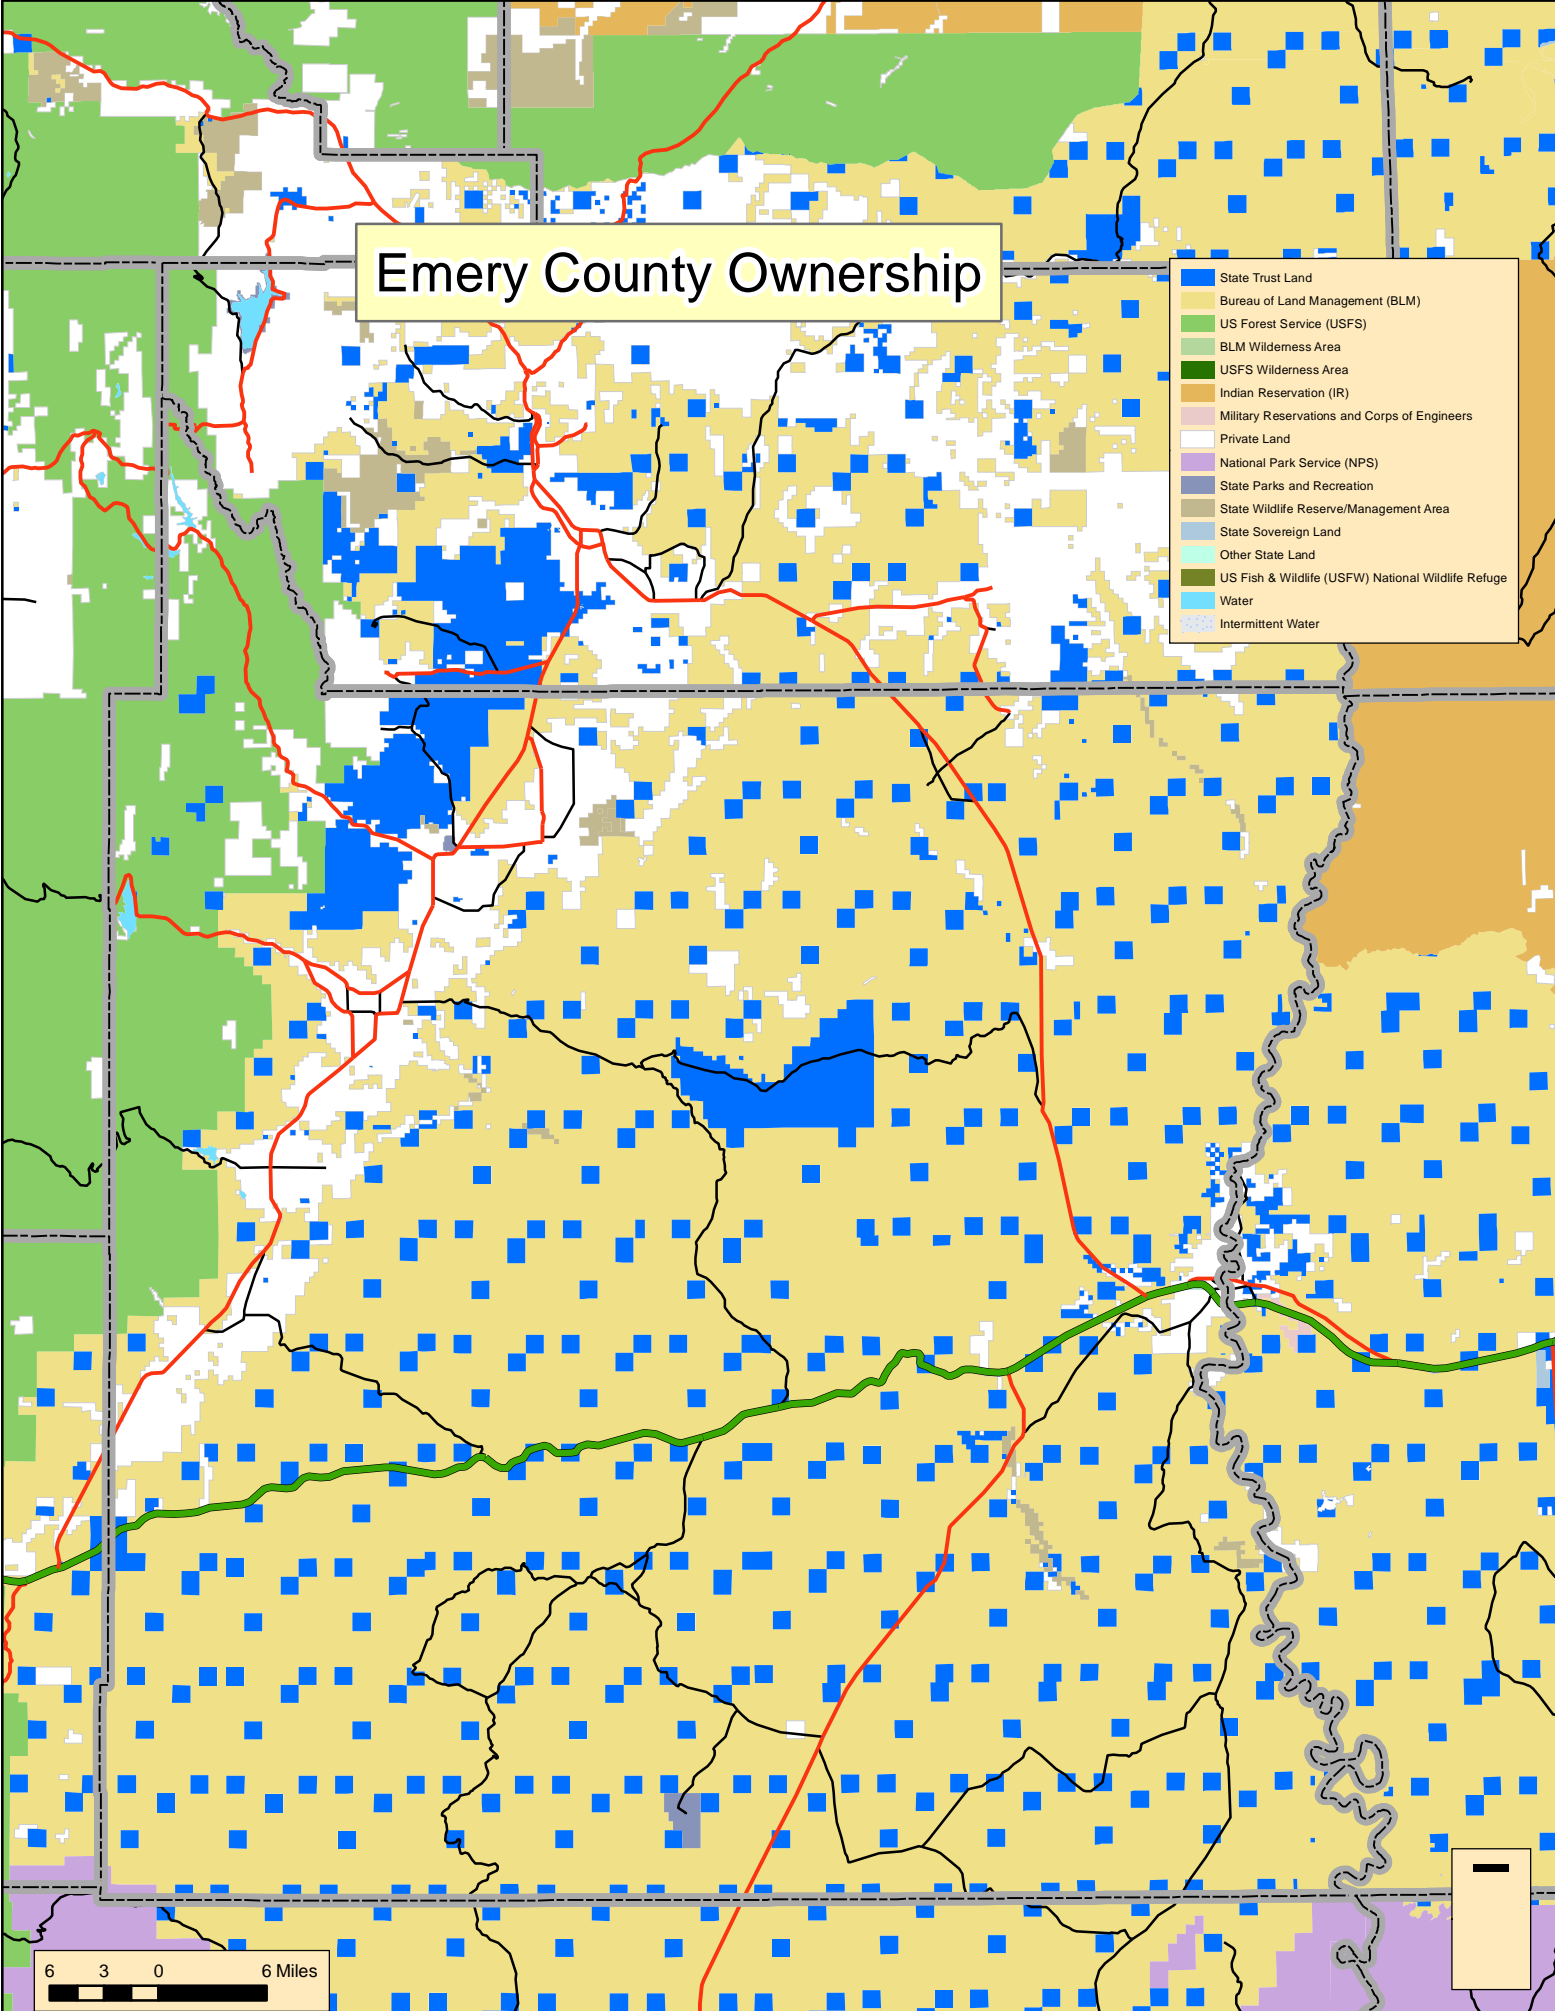 Emery County Ownership
State Trust Land
Bureau of Land Management (BLM)
US Forest Service (USFS)
BLM Wilderness Area
USFS Wilderness Area
Indian Reservation (IR)
Military Reservations and Corps of Engineers
Private Land
National Park Service (NPS)
State Parks and Recreation
State Wildlife Reserve/Management Area
State Sovereign Land
Other State Land
US Fish & Wildlife (USFW) National Wildlife Refuge
Water
Intermittent Water
6 3 0 6 Miles